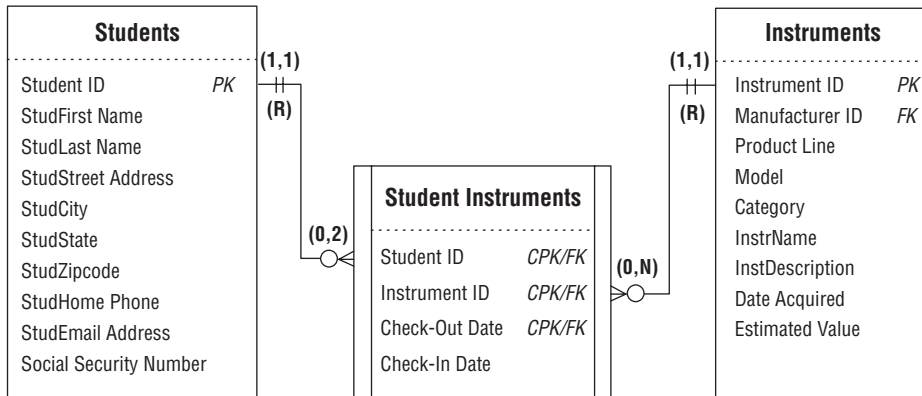 Students
Student ID PK
StudFirst Name
StudLast Name
StudStreet Address
StudCity
StudState
StudZipcode
StudHome Phone
StudEmail Address
Social Security Number
(1,1)
(R)
(0,2)
Student Instruments
Student ID CPK/FK
Instrument ID CPK/FK
Check-Out Date CPK/FK
Check-In Date
(0,N)
(1,1)
(R)
Instruments
Instrument ID PK
Manufacturer ID FK
Product Line
Model
Category
InstrName
InstDescription
Date Acquired
Estimated Value